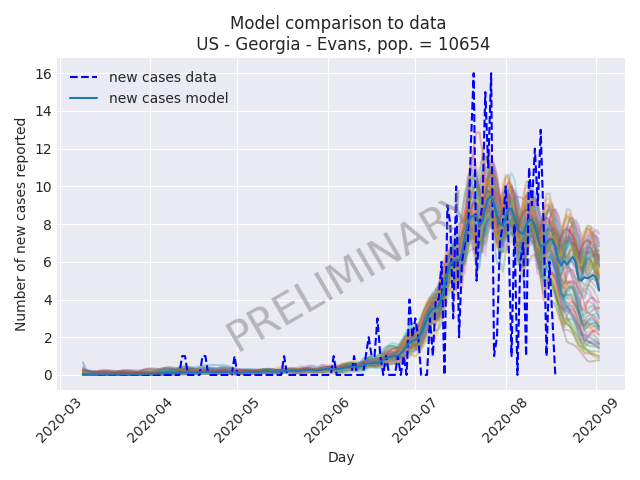 Model comparison to data
US - Georgia - Evans, pop. = 10654
new cases data
new cases model
PRELIMINARY
Number of new cases reported
16
14
12
10
8
6
4
2
0
2020-03
2020-04
2020-05
2020-06
2020-07
2020-08
2020-09
Day